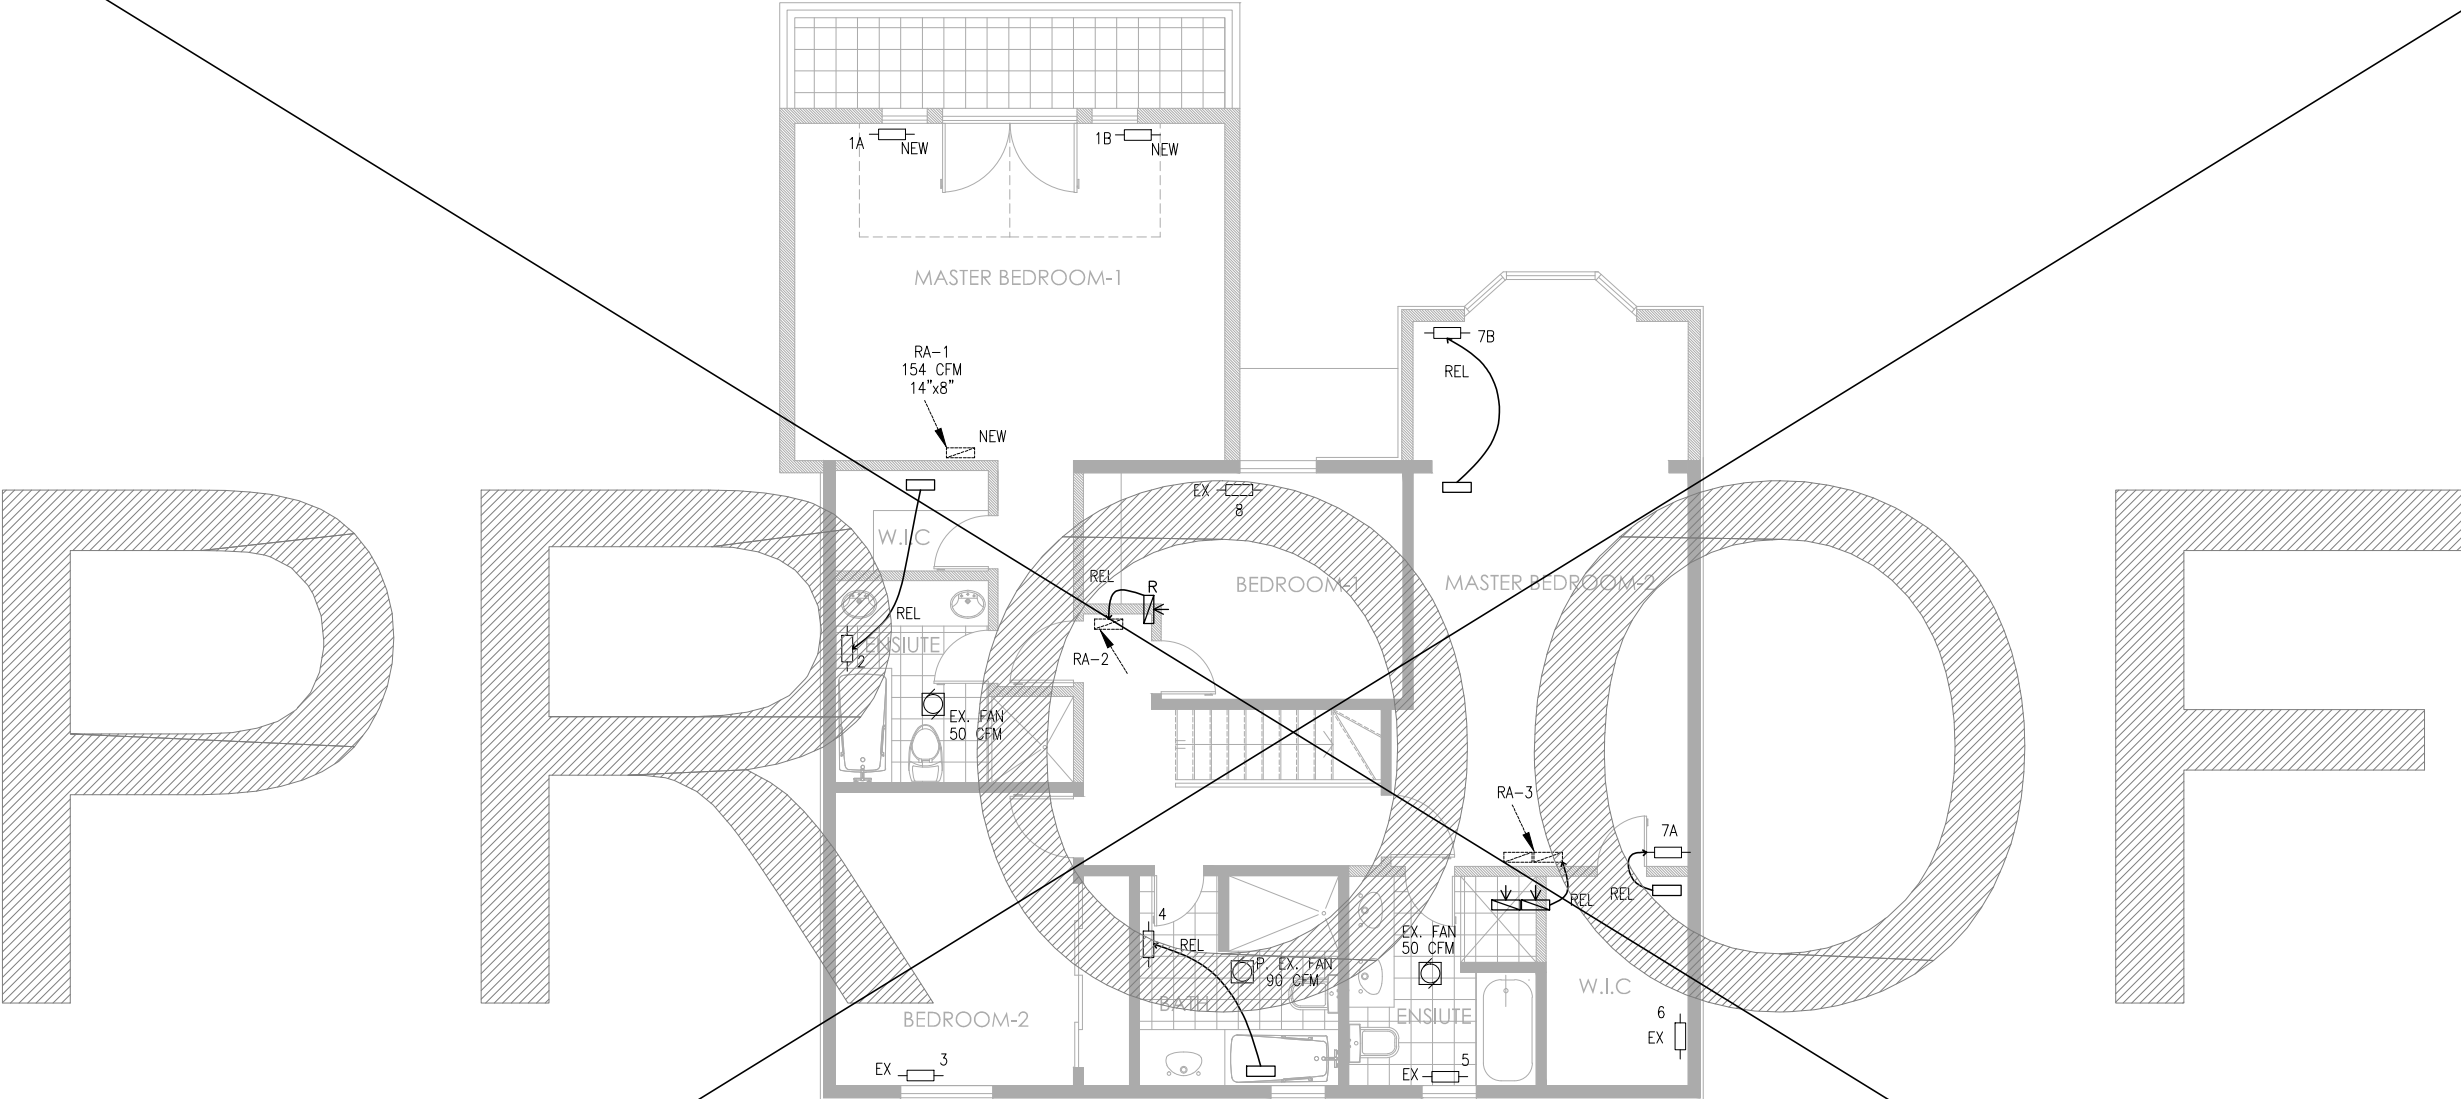 1A
NEW
1B
NEW
MASTER BEDROOM-1
7B
REL
RA-1
154 CFM
14"x8"
NEW
EX
8
W.I.C
REL
R
BEDROOM-1
MASTER BEDROOM-2
REL
ENSIUTE
2
RA-2
EX. FAN
50 CFM
RA-3
7A
REL
REL
4
REL
EX. FAN
50 CFM
P. EX. FAN
90 CFM
BATH
W.I.C
BEDROOM-2
ENSIUTE
6
EX
EX
3
EX
5
PROOF